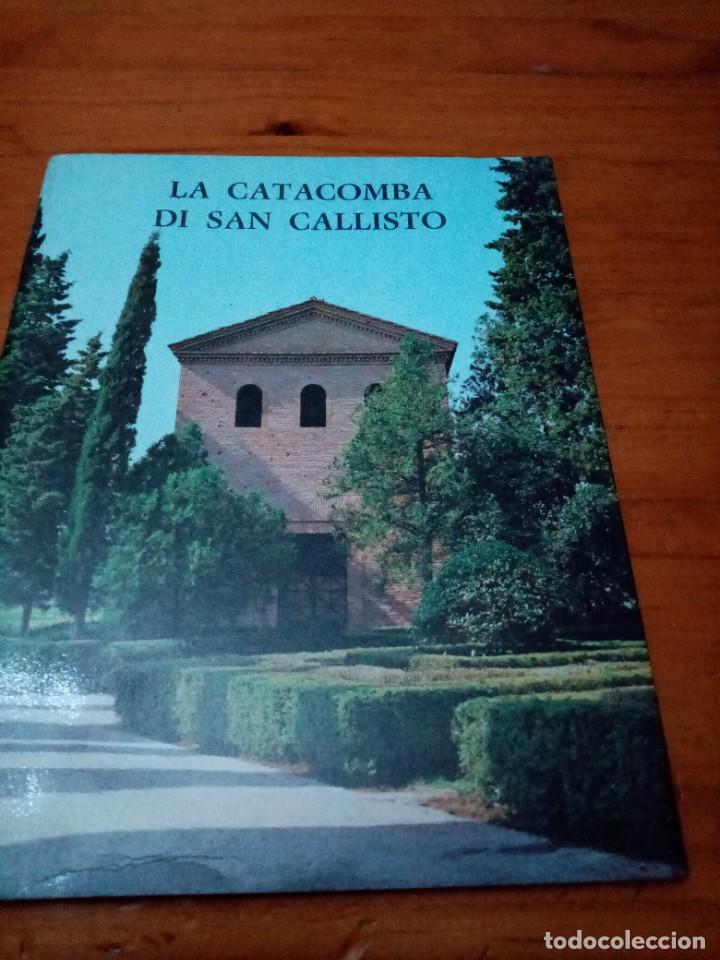 LA CATACOMBA
DI SAN CALLISTO
todocoleccion